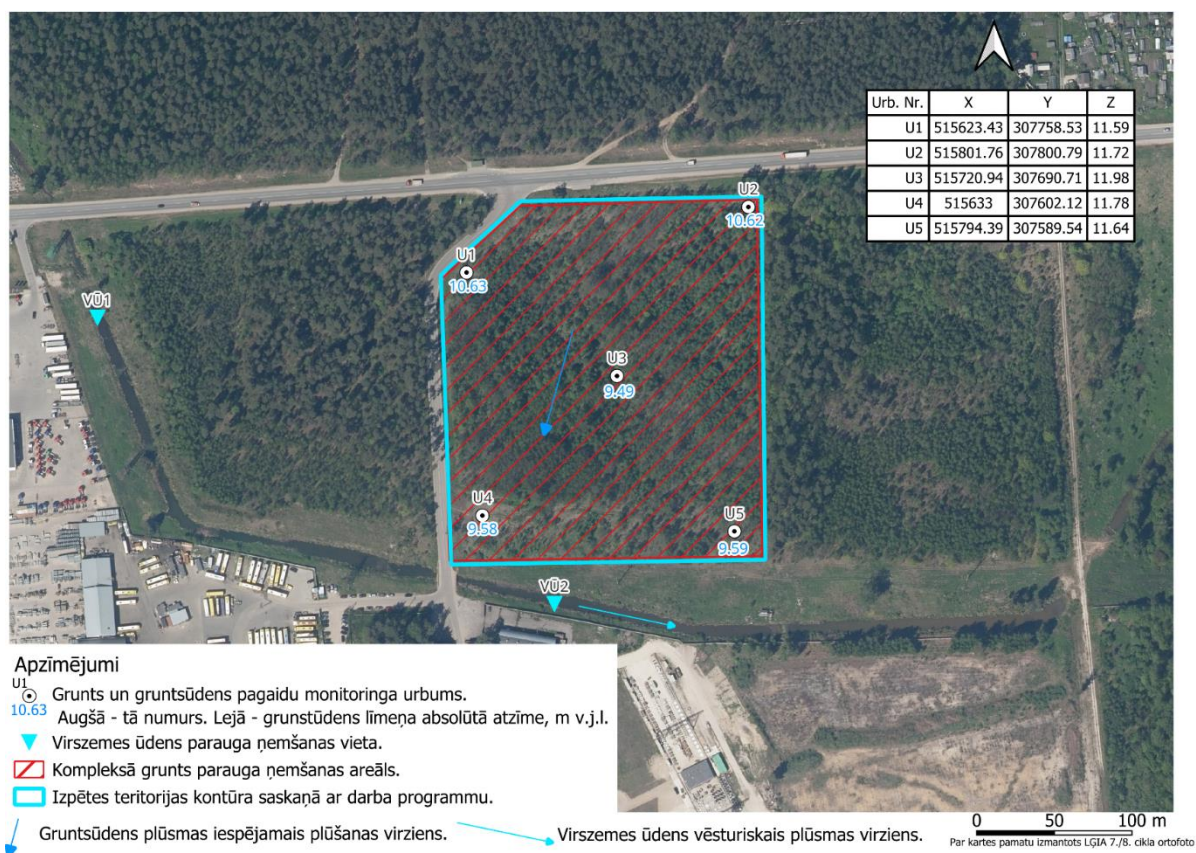 Urb. Nr. X Y Z
U1 515623.43 307758.53 11.59
U2 515801.76 307800.79 11.72
U3 515720.94 307690.71 11.98
U4 515633 307602.12 11.78
U5 515794.39 307589.54 11.64
U2
10.62
U1
10.63
VŪ1
U3
9.49
U4
9.58
U5
9.59
VŪ2
Apzīmējumi
U1
10.63
Grunts un gruntsūdens pagaidu monitoringa urbums.
Augšā - tā numurs. Lejā - grunstūdens līmeņa absolūtā atzīme, m v.j.l.
Virszemes ūdens parauga ņemšanas vieta.
Kompleksā grunts parauga ņemšanas areāls.
Izpētes teritorijas kontūra saskaņā ar darba programmu.
Gruntsūdens plūsmas iespējamais plūšanas virziens.
Virszemes ūdens vēsturiskais plūsmas virziens.
0 50 100 m
Par kartes pamatu izmantots LĢIA 7./8. cikla ortofoto